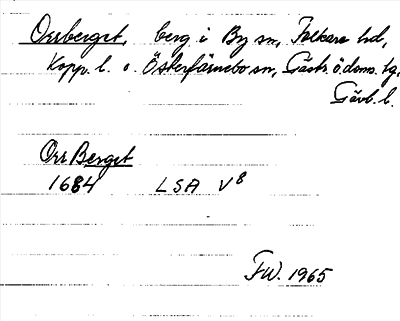 Orrberget, berg i By sn, Folkare hd,
Kopp. l. o. Österfärnebo sn, Gästr. ö. doms. tg,
Gävl. l.
Orr Berget
1684 LSA V8
FW. 1965